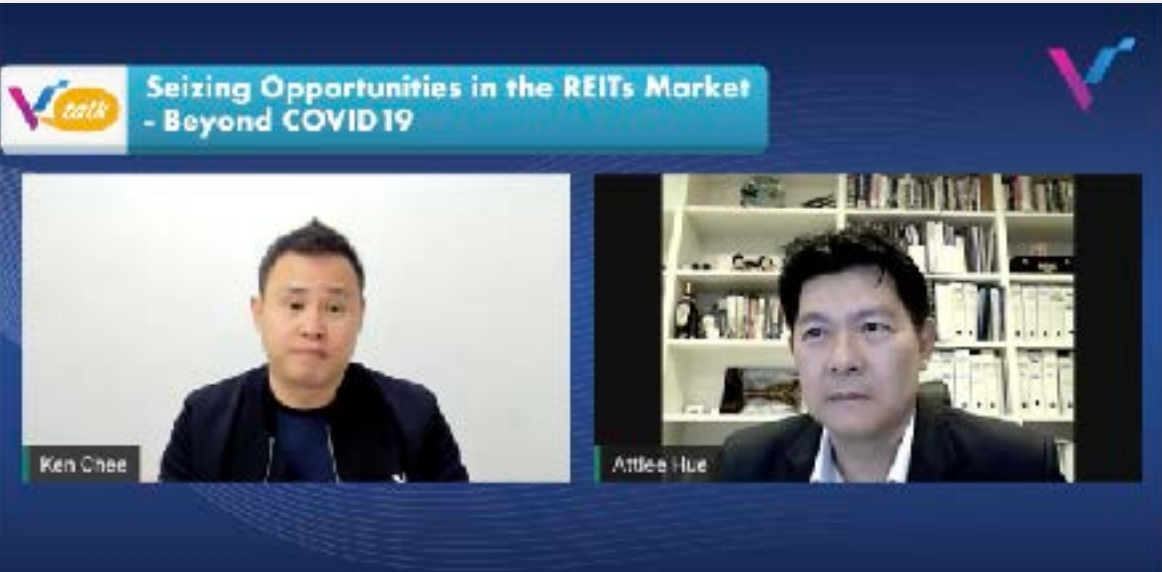 talk
Seizing Opportunities in the REITs Market
- Beyond COVID19
Ken Chee
Attlee Hue